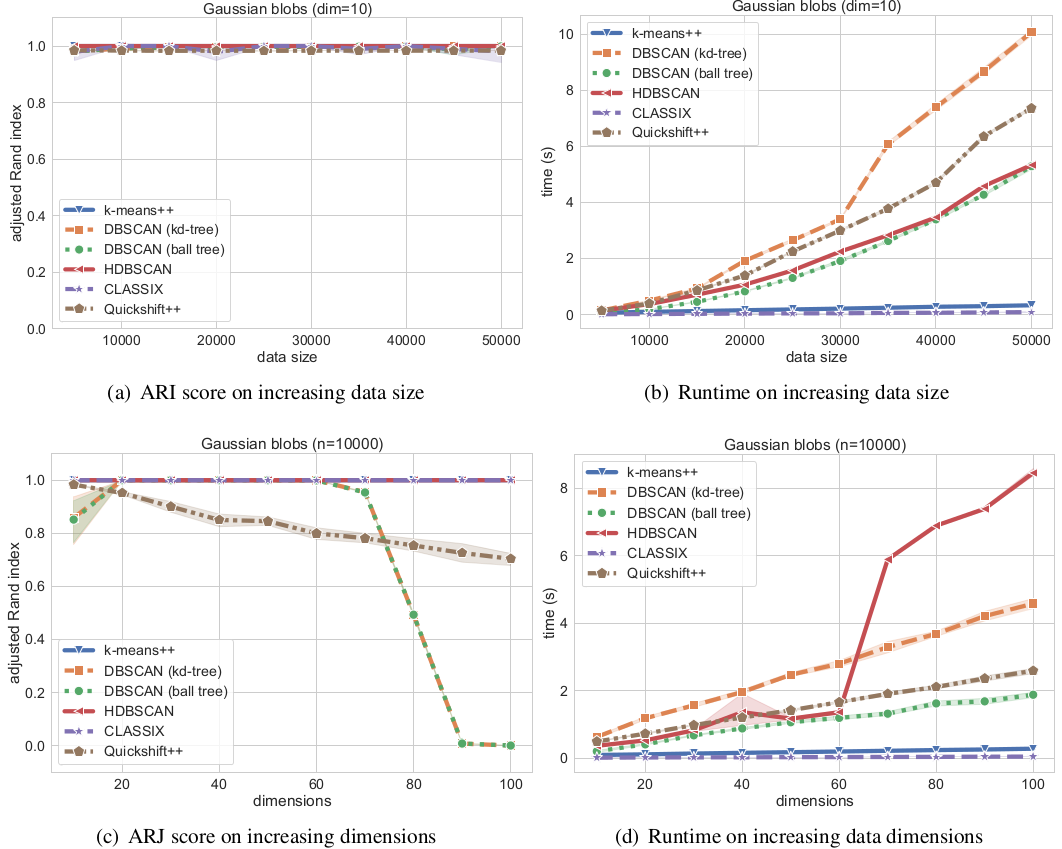 Gaussian blobs (dim=10)
adjusted Rand index
1.0
0.8
0.6
0.4
0.2
0.0
k-means++
DBSCAN (kd-tree)
DBSCAN (ball tree)
HDBSCAN
CLASSIX
Quickshift++
10000 20000 30000 40000 50000
data size
(a) ARI score on increasing data size
Gaussian blobs (dim=10)
time (s)
10
8
6
4
2
0
k-means++
DBSCAN (kd-tree)
DBSCAN (ball tree)
HDBSCAN
CLASSIX
Quickshift++
10000 20000 30000 40000 50000
data size
(b) Runtime on increasing data size
Gaussian blobs (n=10000)
adjusted Rand index
1.0
0.8
0.6
0.4
0.2
0.0
k-means++
DBSCAN (kd-tree)
DBSCAN (ball tree)
HDBSCAN
CLASSIX
Quickshift++
20 40 60 80 100
dimensions
(c) ARJ score on increasing dimensions
Gaussian blobs (n=10000)
time (s)
8
6
4
2
0
k-means++
DBSCAN (kd-tree)
DBSCAN (ball tree)
HDBSCAN
CLASSIX
Quickshift++
20 40 60 80 100
dimensions
(d) Runtime on increasing data dimensions